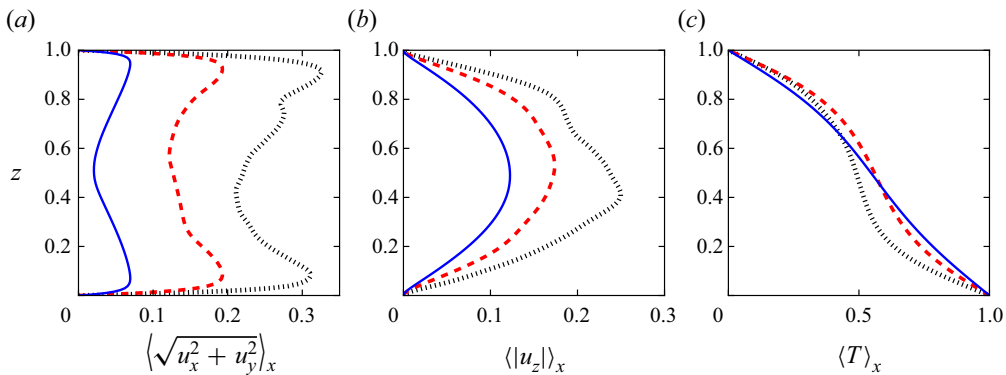 (a) (b) (c)
1.0 1.0 1.0
0.8 0.8 0.8
0.6 0.6 0.6
z
0.4 0.4 0.4
0.2 0.2 0.2
0 0.1 0.2 0.3 0 0.1 0.2 0.3 0 0.5 1.0
⟨√(u_x^2 + u_y^2)⟩_x ⟨|u_z|⟩_x ⟨T⟩_x